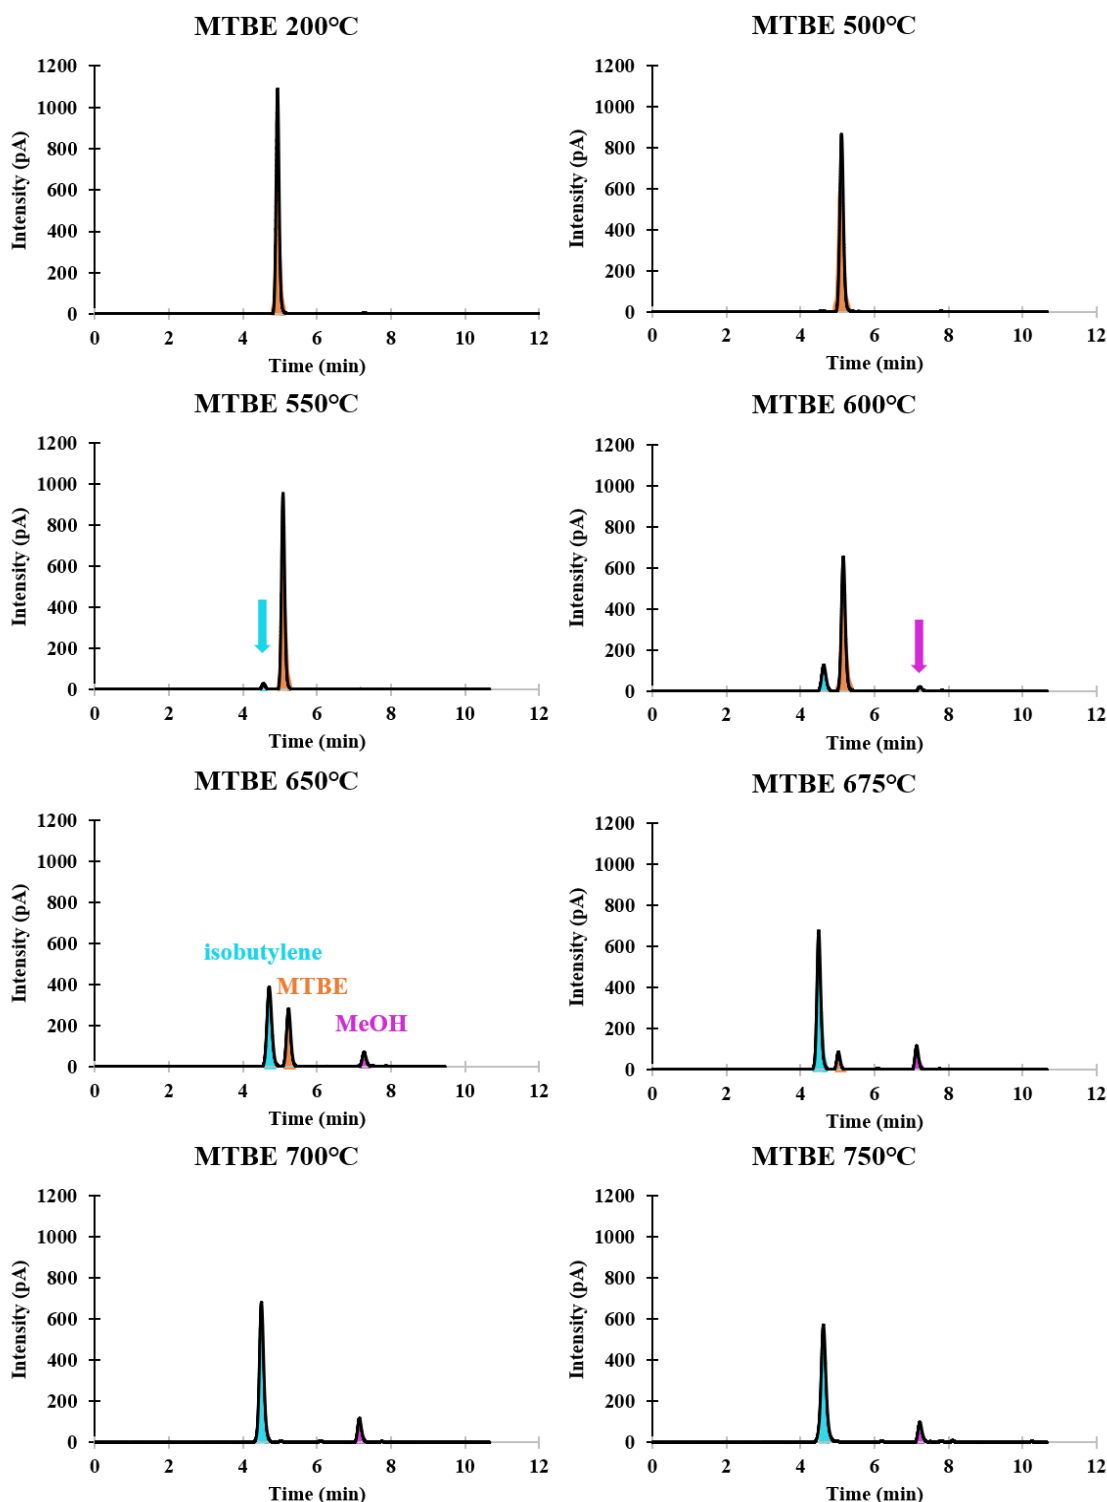 MTBE 200°C
MTBE 500°C
1200
1000
800
600
400
200
0
Intensity (pA)
0 2 4 6 8 10 12
Time (min)
1200
1000
800
600
400
200
0
Intensity (pA)
0 2 4 6 8 10 12
Time (min)
MTBE 550°C
MTBE 600°C
1200
1000
800
600
400
200
0
Intensity (pA)
0 2 4 6 8 10 12
Time (min)
1200
1000
800
600
400
200
0
Intensity (pA)
0 2 4 6 8 10 12
Time (min)
MTBE 650°C
MTBE 675°C
1200
1000
800
600
400
200
0
Intensity (pA)
isobutylene
MTBE
MeOH
0 2 4 6 8 10 12
Time (min)
1200
1000
800
600
400
200
0
Intensity (pA)
0 2 4 6 8 10 12
Time (min)
MTBE 700°C
MTBE 750°C
1200
1000
800
600
400
200
0
Intensity (pA)
0 2 4 6 8 10 12
Time (min)
1200
1000
800
600
400
200
0
Intensity (pA)
0 2 4 6 8 10 12
Time (min)